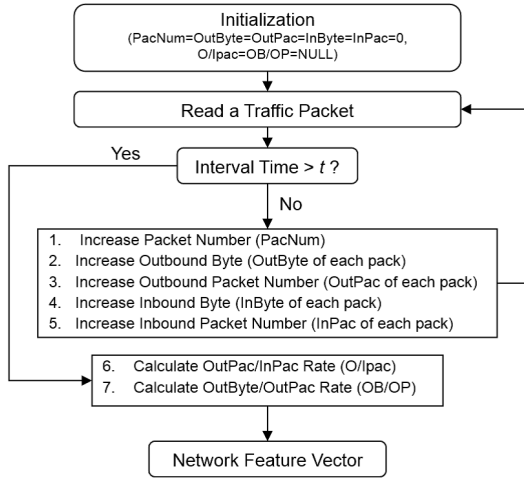 Initialization
(PacNum=OutByte=OutPac=InByte=InPac=0,
O/Ipac=OB/OP=NULL)
Read a Traffic Packet
Yes
Interval Time > t ?
No
1. Increase Packet Number (PacNum)
2. Increase Outbound Byte (OutByte of each pack)
3. Increase Outbound Packet Number (OutPac of each pack)
4. Increase Inbound Byte (InByte of each pack)
5. Increase Inbound Packet Number (InPac of each pack)
6. Calculate OutPac/InPac Rate (O/Ipac)
7. Calculate OutByte/OutPac Rate (OB/OP)
Network Feature Vector